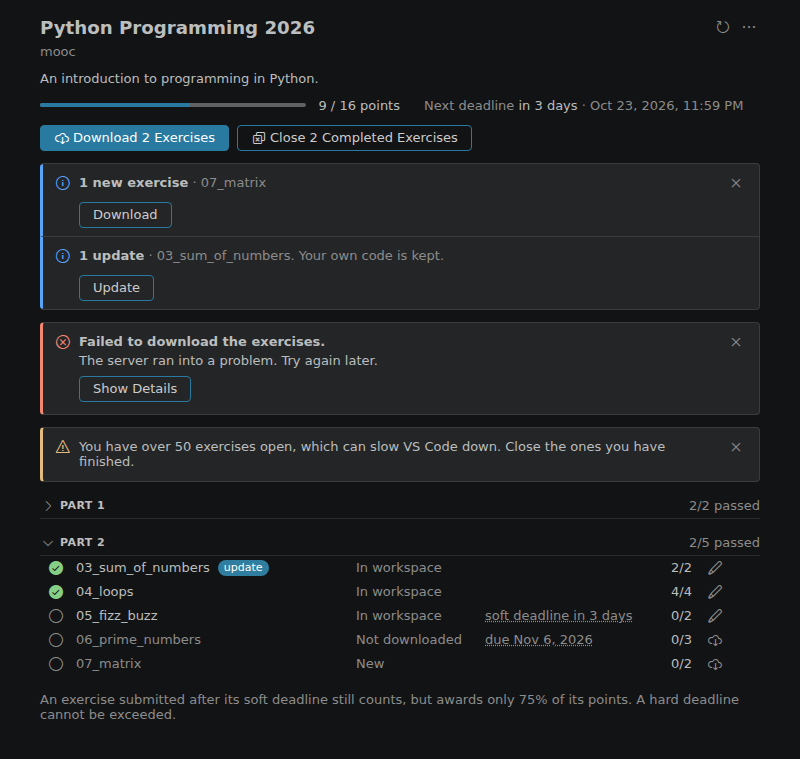 Python Programming 2026
mooc
An introduction to programming in Python.
9 / 16 points Next deadline in 3 days · Oct 23, 2026, 11:59 PM
Download 2 Exercises Close 2 Completed Exercises
1 new exercise · 07_matrix
Download
1 update · 03_sum_of_numbers. Your own code is kept.
Update
Failed to download the exercises.
The server ran into a problem. Try again later.
Show Details
You have over 50 exercises open, which can slow VS Code down. Close the ones you have
finished.
PART 1 2/2 passed
PART 2 2/5 passed
03_sum_of_numbers update In workspace 2/2
04_loops In workspace 4/4
05_fizz_buzz In workspace soft deadline in 3 days 0/2
06_prime_numbers Not downloaded due Nov 6, 2026 0/3
07_matrix New 0/2
An exercise submitted after its soft deadline still counts, but awards only 75% of its points. A hard deadline
cannot be exceeded.